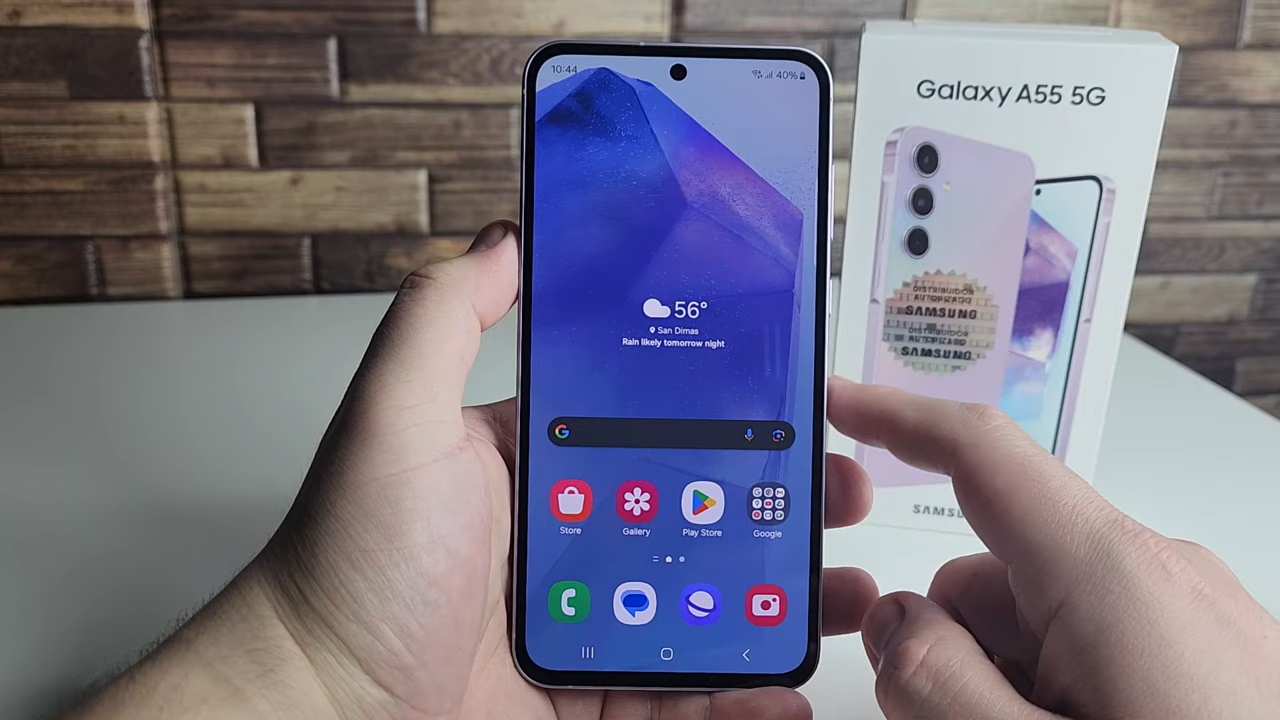 10:44
40%
56°
San Dimas
Rain likely tomorrow night
Store
Gallery
Play Store
Google
Galaxy A55 5G
DISTRIBUIDOR
AUTORIZADO
SAMSUNG
DISTRIBUIDOR
AUTORIZADO
SAMSUNG
SAMSU